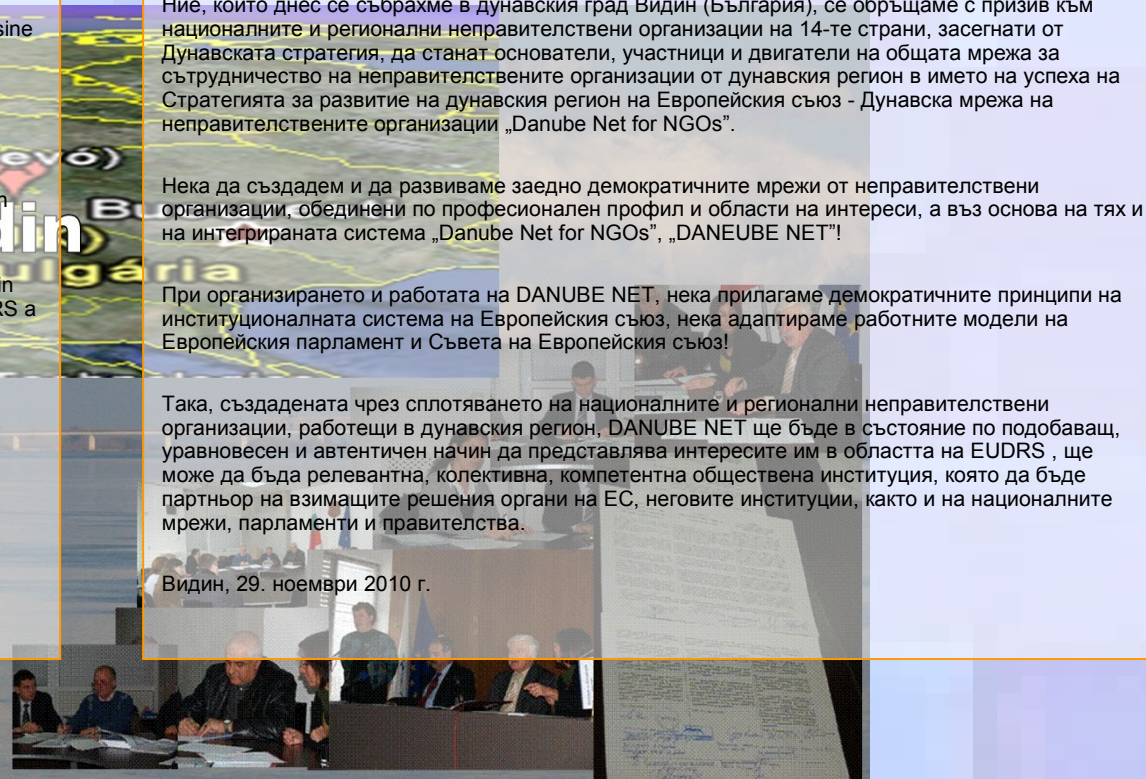 sine
n
in
RS a
evó)
Bu
din
ulgária
Ние, които днес се събрахме в дунавския град Видин (България), се обръщаме с призив към
националните и регионални неправителствени организации на 14-те страни, засегнати от
Дунавската стратегия, да станат основатели, участници и двигатели на общата мрежа за
сътрудничество на неправителствените организации от дунавския регион в името на успеха на
Стратегията за развитие на дунавския регион на Европейския съюз - Дунавска мрежа на
неправителствените организации „Danube Net for NGOs”.
Нека да създадем и да развиваме заедно демократичните мрежи от неправителствени
организации, обединени по професионален профил и области на интереси, а въз основа на тях и
на интегрираната система „Danube Net for NGOs”, „DANEUBE NET”!
При организирането и работата на DANUBE NET, нека прилагаме демократичните принципи на
институционалната система на Европейския съюз, нека адаптираме работните модели на
Европейския парламент и Съвета на Европейския съюз!
Така, създадената чрез сплотяването на националните и регионални неправителствени
организации, работещи в дунавския регион, DANUBE NET ще бъде в състояние по подобаващ,
уравновесен и автентичен начин да представлява интересите им в областта на EUDRS , ще
може да бъда релевантна, колективна, компетентна обществена институция, която да бъде
партньор на взимащите решения органи на ЕС, неговите институции, както и на националните
мрежи, парламенти и правителства.
Видин, 29. ноември 2010 г.